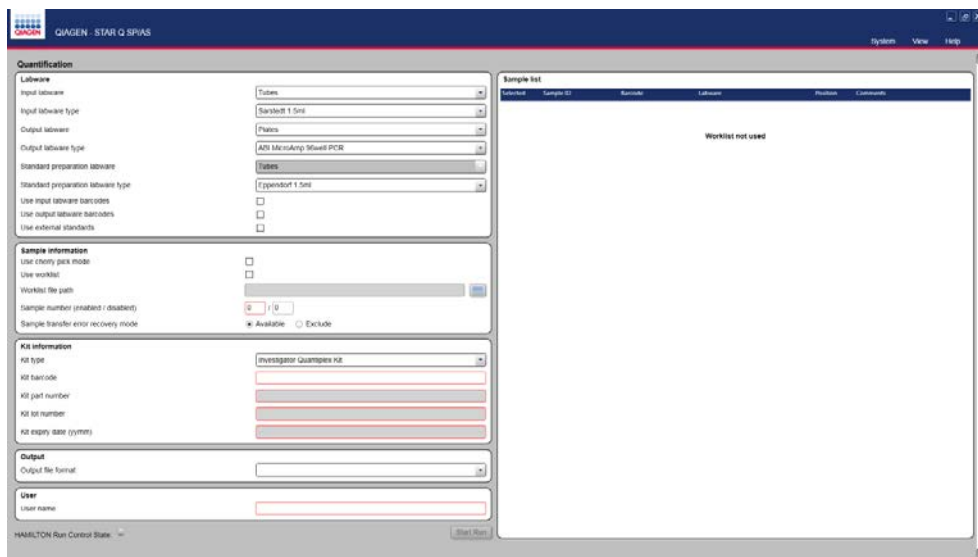 QIAGEN
QIAGEN - STAR Q SP/AS
System View Help
Quantification
Labware
Input labware Tubes
Input labware type Sarstedt 1.5ml
Output labware Plates
Output labware type ABI MicroAmp 96well PCR
Standard preparation labware Tubes
Standard preparation labware type Eppendorf 1.5ml
Use input labware barcodes
Use output labware barcodes
Use external standards
Sample information
Use cherry pick mode
Use worklist
Worklist file path
Sample number (enabled / disabled) 0 / 0
Sample transfer error recovery mode Available Exclude
Kit information
Kit type Investigator Quantiplex Kit
Kit barcode
Kit part number
Kit lot number
Kit expiry date (yymm)
Output
Output file format
User
User name
HAMILTON Run Control State:
Start Run
Sample list
Selected Sample ID Barcode Labware Position Comments
Worklist not used